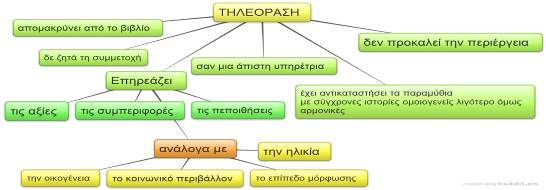 ΤΗΛΕΟΡΑΣΗ
απομακρύνει από το βιβλίο
δεν προκαλεί την περιέργεια
δε ζητά τη συμμετοχή
σαν μια άπιστη υπηρέτρια
Επηρεάζει
έχει αντικαταστήσει τα παραμύθια
με σύγχρονες ιστορίες ομοιογενείς λιγότερο όμως
αρμονικές
τις αξίες
τις συμπεριφορές
τις πεποιθήσεις
ανάλογα με
την ηλικία
την οικογένεια
το κοινωνικό περιβάλλον
το επίπεδο μόρφωσης